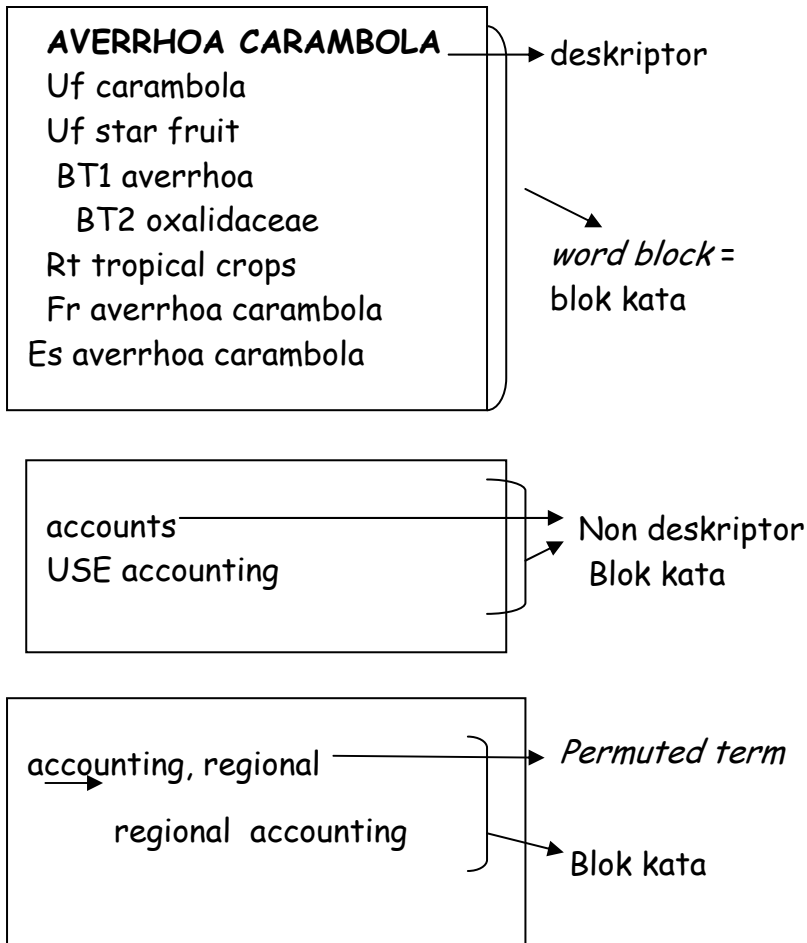 AVERRHOA CARAMBOLA
deskriptor
Uf carambola
Uf star fruit
BT1 averrhoa
BT2 oxalidaceae
Rt tropical crops
Fr averrhoa carambola
Es averrhoa carambola
word block =
blok kata
accounts
USE accounting
Non deskriptor
Blok kata
accounting, regional
regional accounting
Permuted term
Blok kata